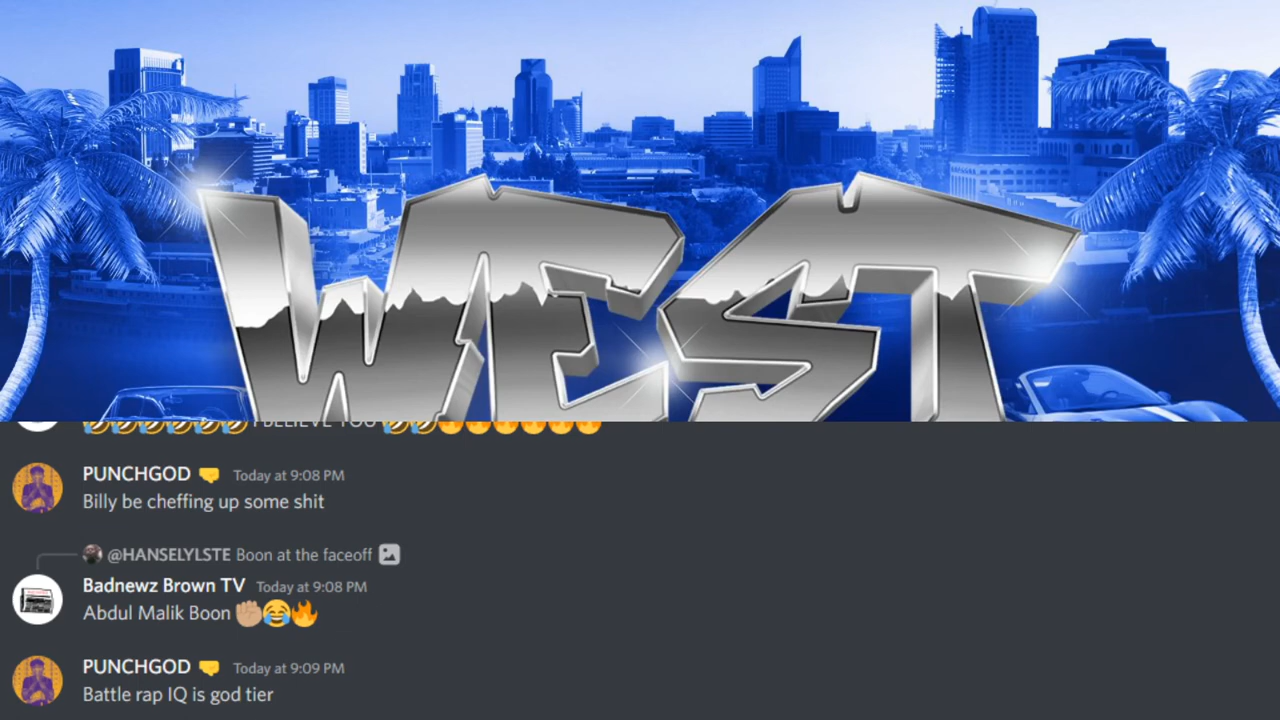 WEST
I BELIEVE YOU
PUNCHGOD Today at 9:08 PM
Billy be cheffing up some shit
@HANSELYLSTE Boon at the faceoff
Badnewz Brown TV Today at 9:08 PM
Abdul Malik Boon ✊🏽😂🔥
PUNCHGOD Today at 9:09 PM
Battle rap IQ is god tier